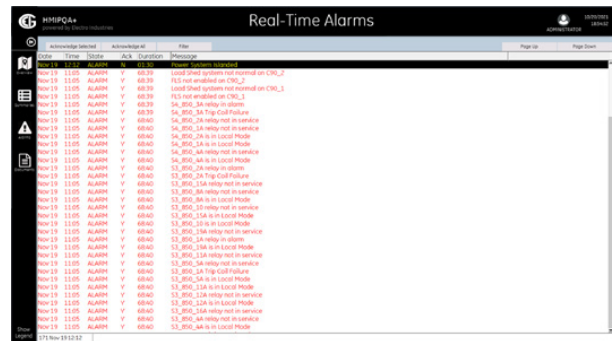 HMIPQA+
powered by Electro Industries
Real-Time Alarms
ADMINISTRATOR
10/20/2021
Acknowledge Selected Acknowledge All Filter Page Up Page Down
Date Time State Ack Duration Message
Nov 19 12:12 ALARM N 01:30 Power System Islanded
Nov 19 11:05 ALARM Y 68:39 Load Shed system not normal on C90_2
Nov 19 11:05 ALARM Y 68:39 FLS not enabled on C90_2
Nov 19 11:05 ALARM Y 68:39 Load Shed system not normal on C90_1
Nov 19 11:05 ALARM Y 68:39 FLS not enabled on C90_1
Nov 19 11:05 ALARM Y 68:39 S4_850_3A relay in alarm
Nov 19 11:05 ALARM Y 68:39 S4_850_3A Trip Coil Failure
Nov 19 11:05 ALARM Y 68:40 S4_850_2A relay not in service
Nov 19 11:05 ALARM Y 68:40 S4_850_1A relay not in service
Nov 19 11:05 ALARM Y 68:40 S4_850_2A is in Local Mode
Nov 19 11:05 ALARM Y 68:40 S4_850_1A is in Local Mode
Nov 19 11:05 ALARM Y 68:40 S4_850_4A relay not in service
Nov 19 11:05 ALARM Y 68:40 S4_850_4A is in Local Mode
Nov 19 11:05 ALARM Y 68:40 S3_850_2A relay in alarm
Nov 19 11:05 ALARM Y 68:40 S3_850_2A Trip Coil Failure
Nov 19 11:05 ALARM Y 68:40 S3_850_15A relay not in service
Nov 19 11:05 ALARM Y 68:40 S3_850_8A relay not in service
Nov 19 11:05 ALARM Y 68:40 S3_850_8A is in Local Mode
Nov 19 11:05 ALARM Y 68:40 S3_850_10 relay not in service
Nov 19 11:05 ALARM Y 68:40 S3_850_15A is in Local Mode
Nov 19 11:05 ALARM Y 68:40 S3_850_10 is in Local Mode
Nov 19 11:05 ALARM Y 68:40 S3_850_19A relay not in service
Nov 19 11:05 ALARM Y 68:40 S3_850_1A relay in alarm
Nov 19 11:05 ALARM Y 68:40 S3_850_19A is in Local Mode
Nov 19 11:05 ALARM Y 68:40 S3_850_5A relay not in service
Nov 19 11:05 ALARM Y 68:40 S3_850_11A relay not in service
Nov 19 11:05 ALARM Y 68:40 S3_850_1A Trip Coil Failure
Nov 19 11:05 ALARM Y 68:40 S3_850_5A is in Local Mode
Nov 19 11:05 ALARM Y 68:40 S3_850_11A is in Local Mode
Nov 19 11:05 ALARM Y 68:40 S3_850_12A relay not in service
Nov 19 11:05 ALARM Y 68:40 S3_850_12A is in Local Mode
Nov 19 11:05 ALARM Y 68:40 S3_850_16A relay not in service
Nov 19 11:05 ALARM Y 68:40 S3_850_4A relay not in service
Nov 19 11:05 ALARM Y 68:40 S3_850_4A is in Local Mode
Overview
Summaries
Alarms
Documents
Show
Legend
171 Nov 19 12:12